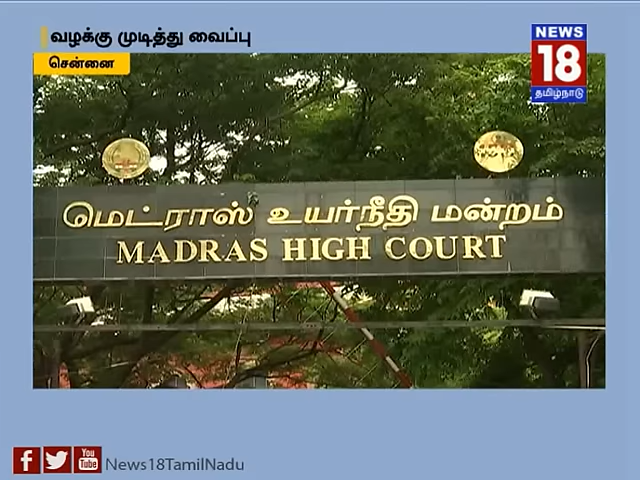 வழக்கு முடித்து வைப்பு
சென்னை
NEWS
18
தமிழ்நாடு
மெட்ராஸ் உயர்நீதி மன்றம்
MADRAS HIGH COURT
You
Tube
News18TamilNadu